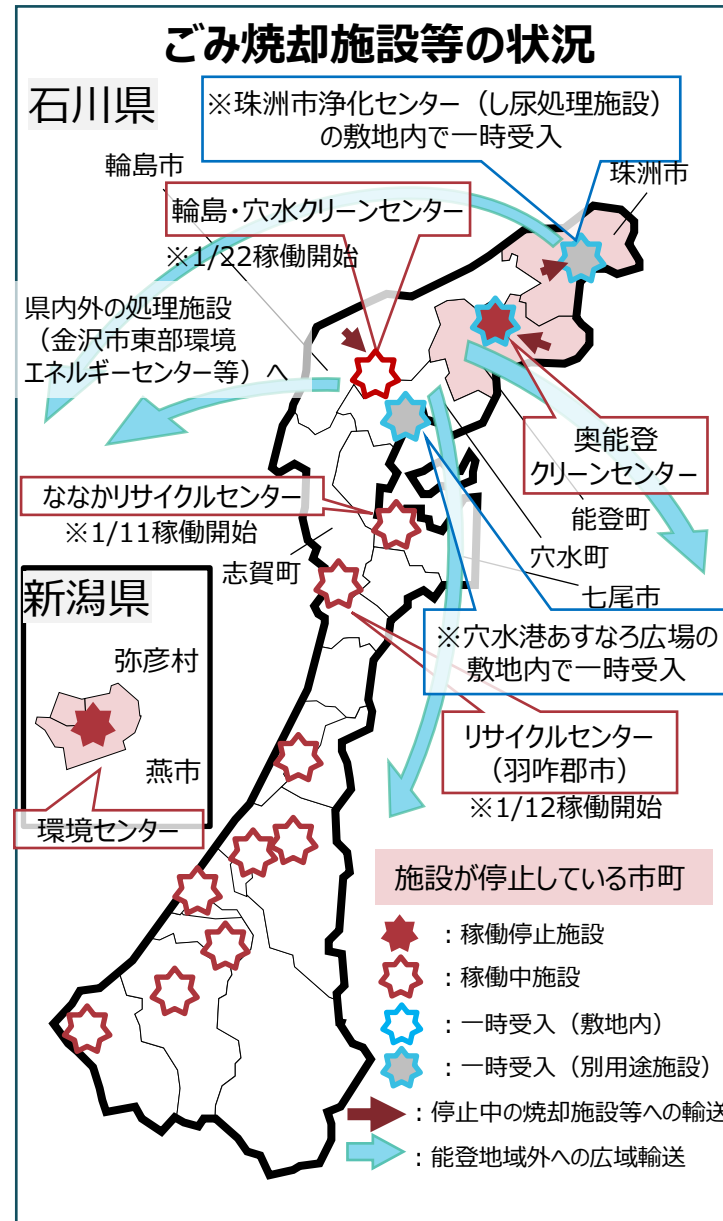 ごみ焼却施設等の状況
石川県
※珠洲市浄化センター（し尿処理施設）
の敷地内で一時受入
輪島市
珠洲市
輪島・穴水クリーンセンター
※1/22稼働開始
県内外の処理施設
（金沢市東部環境
エネルギーセンター等）へ
奥能登
クリーンセンター
ななかリサイクルセンター
※1/11稼働開始
能登町
穴水町
志賀町
七尾市
新潟県
弥彦村
燕市
環境センター
※穴水港あすなろ広場の
敷地内で一時受入
リサイクルセンター
（羽咋郡市）
※1/12稼働開始
施設が停止している市町
：稼働停止施設
：稼働中施設
：一時受入（敷地内）
：一時受入（別用途施設）
：停止中の焼却施設等への輸送
：能登地域外への広域輸送